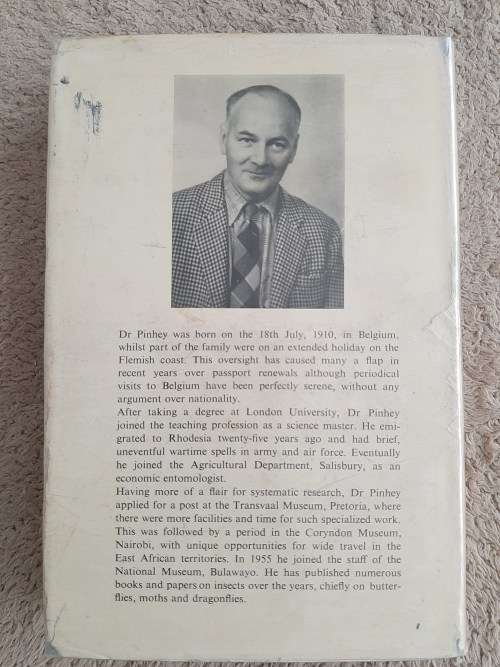 Dr Pinhey was born on the 18th July, 1910, in Belgium,
whilst part of the family were on an extended holiday on the
Flemish coast. This oversight has caused many a flap in
recent years over passport renewals although periodical
visits to Belgium have been perfectly serene, without any
argument over nationality.
After taking a degree at London University, Dr Pinhey
joined the teaching profession as a science master. He emi-
grated to Rhodesia twenty-five years ago and had brief,
uneventful wartime spells in army and air force. Eventually
he joined the Agricultural Department, Salisbury, as an
economic entomologist.
Having more of a flair for systematic research, Dr Pinhey
applied for a post at the Transvaal Museum, Pretoria, where
there were more facilities and time for such specialized work.
This was followed by a period in the Coryndon Museum,
Nairobi, with unique opportunities for wide travel in the
East African territories. In 1955 he joined the staff of the
National Museum, Bulawayo. He has published numerous
books and papers on insects over the years, chiefly on butter-
flies, moths and dragonflies.